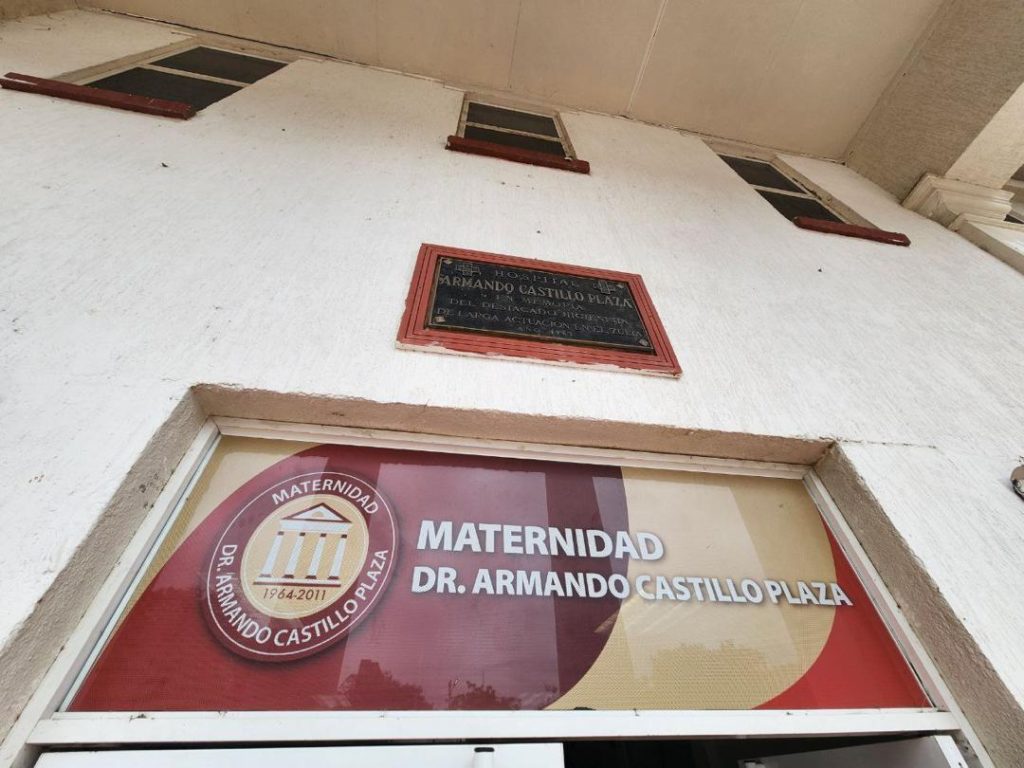 HOSPITAL
ARMANDO CASTILLO PLAZA
EN MEMORIA
DEL DESTACADO HIGIENISTA
DE LARGA ACTUACION EN EL ZULIA
AÑO
MATERNIDAD
1964-2011
DR. ARMANDO CASTILLO PLAZA
MATERNIDAD
DR. ARMANDO CASTILLO PLAZA